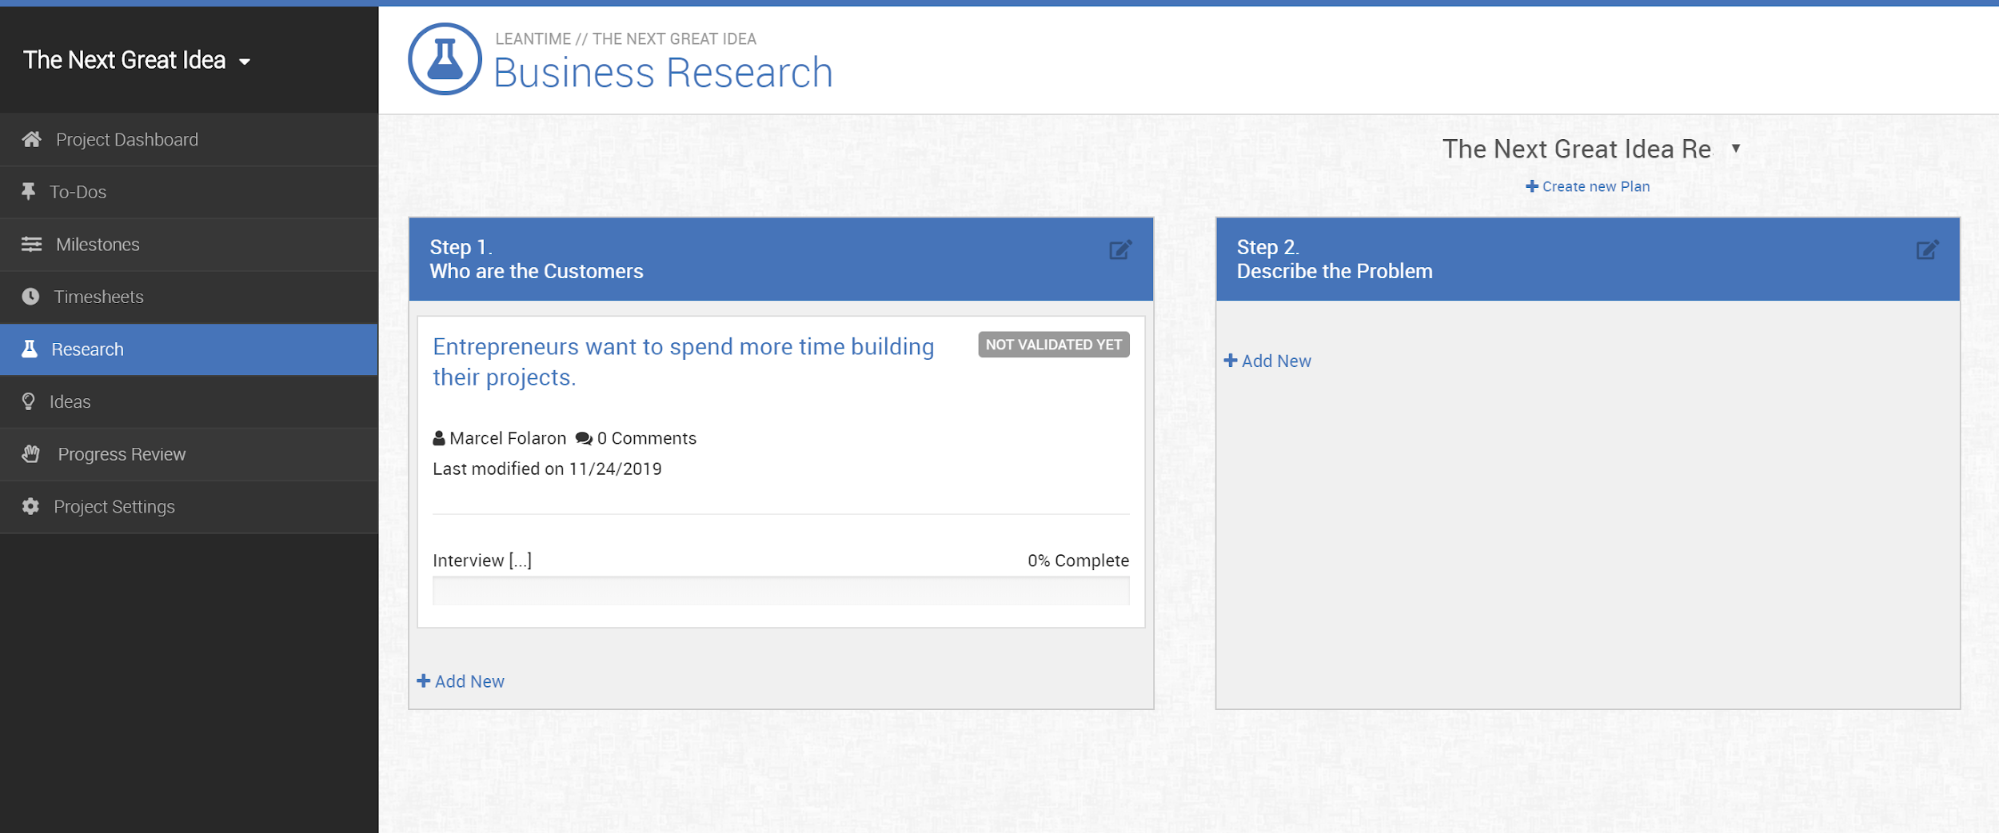 The Next Great Idea
Project Dashboard
To-Dos
Milestones
Timesheets
Research
Ideas
Progress Review
Project Settings
LEANTIME // THE NEXT GREAT IDEA
Business Research
The Next Great Idea Re
Create new Plan
Step 1.
Who are the Customers
Entrepreneurs want to spend more time building
their projects.
NOT VALIDATED YET
Marcel Folaron 0 Comments
Last modified on 11/24/2019
Interview [...] 0% Complete
Add New
Step 2.
Describe the Problem
Add New